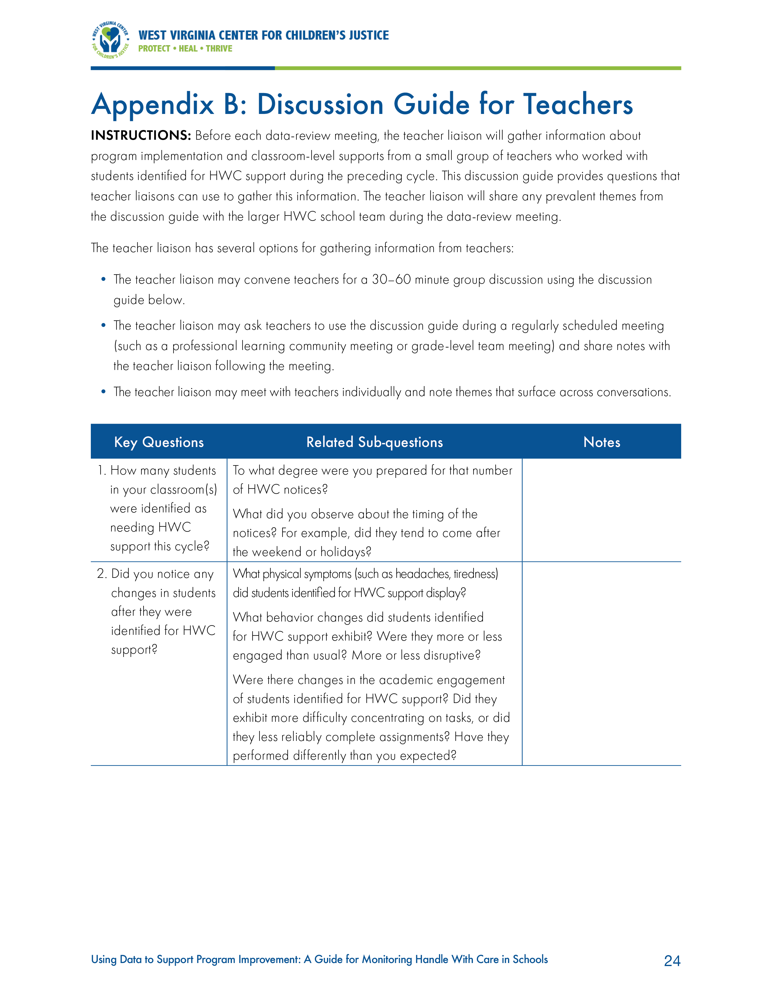 WEST VIRGINIA CENTER FOR CHILDREN'S JUSTICE
WEST VIRGINIA CENTER FOR CHILDREN’S JUSTICE
PROTECT • HEAL • THRIVE
Appendix B: Discussion Guide for Teachers
INSTRUCTIONS: Before each data-review meeting, the teacher liaison will gather information about
program implementation and classroom-level supports from a small group of teachers who worked with
students identified for HWC support during the preceding cycle. This discussion guide provides questions that
teacher liaisons can use to gather this information. The teacher liaison will share any prevalent themes from
the discussion guide with the larger HWC school team during the data-review meeting.
The teacher liaison has several options for gathering information from teachers:
• The teacher liaison may convene teachers for a 30–60 minute group discussion using the discussion
guide below.
• The teacher liaison may ask teachers to use the discussion guide during a regularly scheduled meeting
(such as a professional learning community meeting or grade-level team meeting) and share notes with
the teacher liaison following the meeting.
• The teacher liaison may meet with teachers individually and note themes that surface across conversations.
Key Questions
Related Sub-questions
Notes
1. How many students
in your classroom(s)
were identified as
needing HWC
support this cycle?
To what degree were you prepared for that number
of HWC notices?
What did you observe about the timing of the
notices? For example, did they tend to come after
the weekend or holidays?
2. Did you notice any
changes in students
after they were
identified for HWC
support?
What physical symptoms (such as headaches, tiredness)
did students identified for HWC support display?
What behavior changes did students identified
for HWC support exhibit? Were they more or less
engaged than usual? More or less disruptive?
Were there changes in the academic engagement
of students identified for HWC support? Did they
exhibit more difficulty concentrating on tasks, or did
they less reliably complete assignments? Have they
performed differently than you expected?
Using Data to Support Program Improvement: A Guide for Monitoring Handle With Care in Schools
24